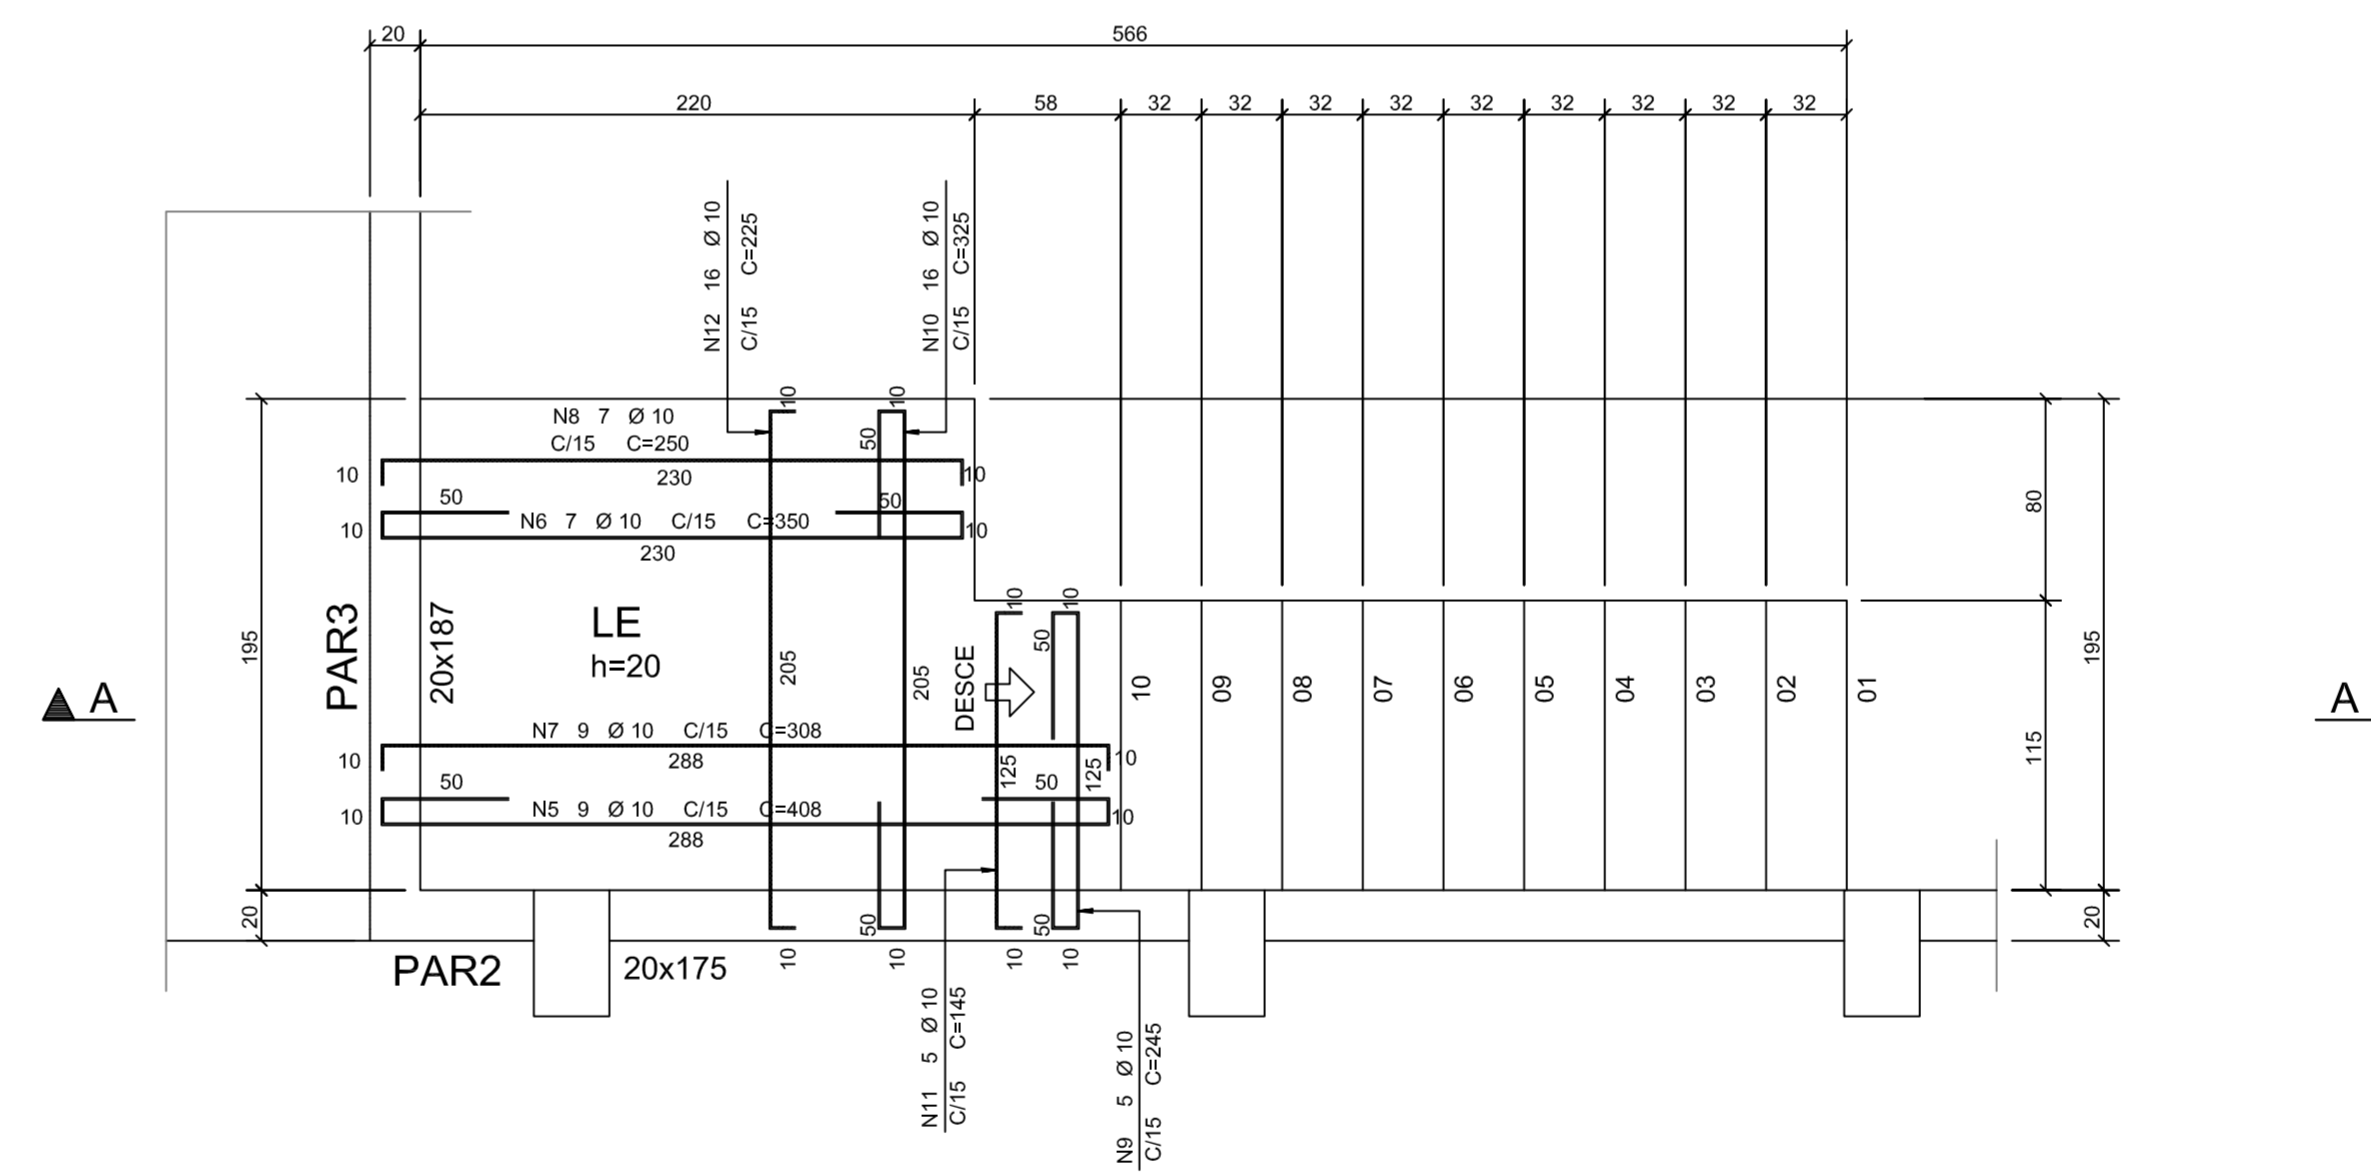 20 566
220 58 32 32 32 32 32 32 32 32 32
N12 16 Ø 10
C/15 C=225
N10 16 Ø 10
C/15 C=325
10 10
N8 7 Ø 10
C/15 C=250
50
10 230 10
50 50
N6 7 Ø 10 C/15 C=350
10 10
230
80
10 10
PAR3
20x187
LE
h=20
195
205
205
50
DESCE
10 09 08 07 06 05 04 03 02 01
195
A A
N7 9 Ø 10 C/15 C=308
10 288 10
125 125
115
50 50
N5 9 Ø 10 C/15 C=408
10 10
288
20 50 50 20
10 10 10 10
PAR2 20x175
N11 5 Ø 10
C/15 C=145
N9 5 Ø 10
C/15 C=245